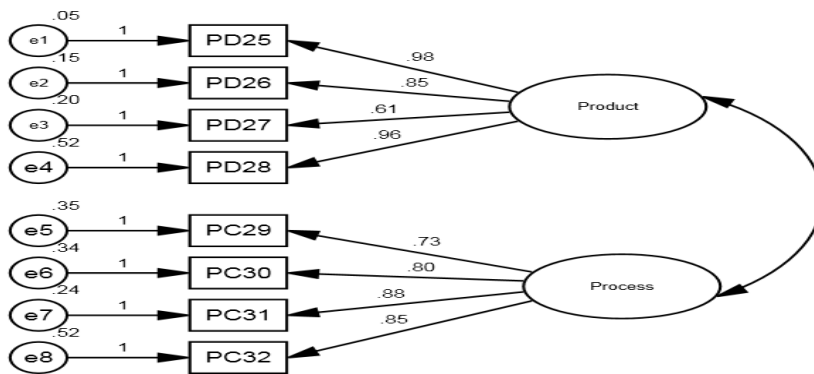 .05
e1 1 PD25 .98
.15
e2 1 PD26 .85
.20
e3 1 PD27 .61
.52
e4 1 PD28 .96
Product
.35
e5 1 PC29 .73
.34
e6 1 PC30 .80
.24
e7 1 PC31 .88
.52
e8 1 PC32 .85
Process